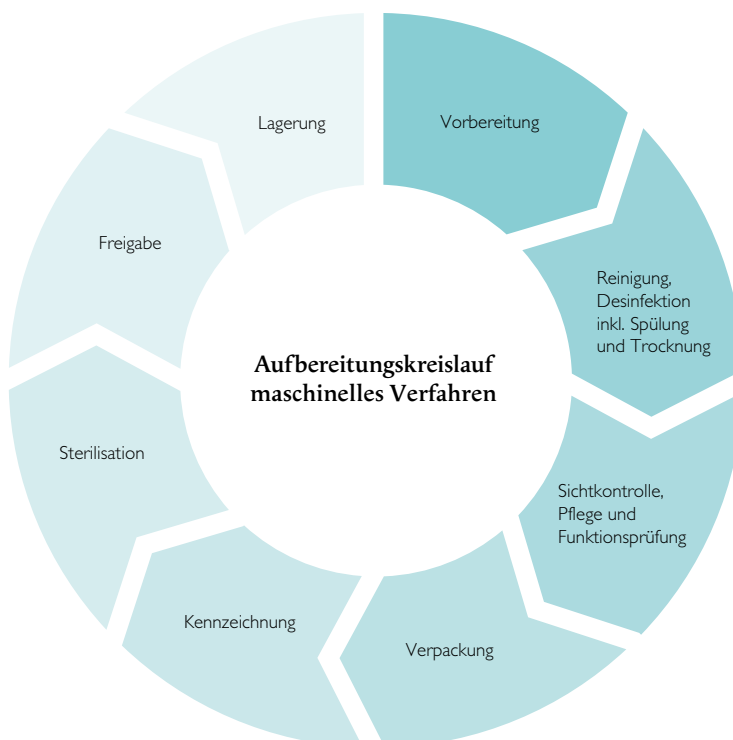 Aufbereitungskreislauf
maschinelles Verfahren
Vorbereitung
Reinigung,
Desinfektion
inkl. Spülung
und Trocknung
Sichtkontrolle,
Pflege und
Funktionsprüfung
Verpackung
Kennzeichnung
Sterilisation
Freigabe
Lagerung